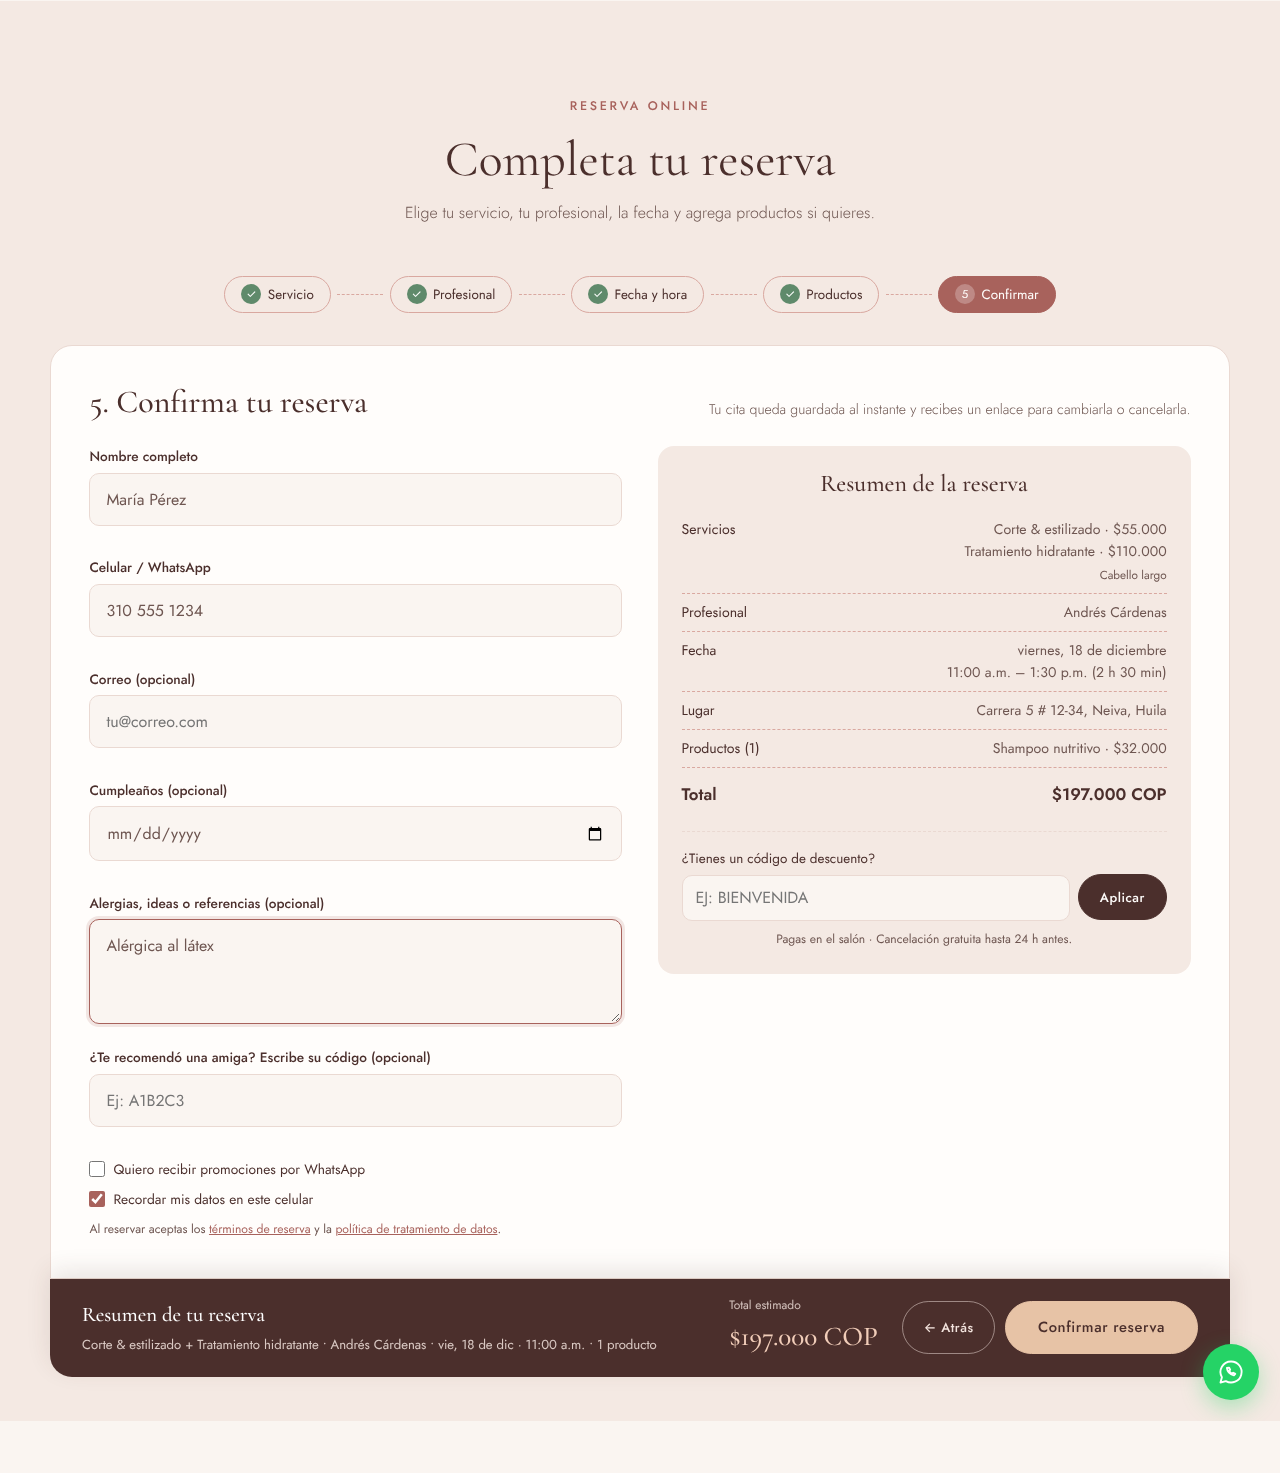 RESERVA ONLINE
Completa tu reserva
Elige tu servicio, tu profesional, la fecha y agrega productos si quieres.
Servicio
Profesional
Fecha y hora
Productos
5 Confirmar
5. Confirma tu reserva
Tu cita queda guardada al instante y recibes un enlace para cambiarla o cancelarla.
Nombre completo
María Pérez
Celular / WhatsApp
310 555 1234
Correo (opcional)
tu@correo.com
Cumpleaños (opcional)
mm/dd/yyyy
Alergias, ideas o referencias (opcional)
Alérgica al látex
¿Te recomendó una amiga? Escribe su código (opcional)
Ej: A1B2C3
Quiero recibir promociones por WhatsApp
Recordar mis datos en este celular
Al reservar aceptas los términos de reserva y la política de tratamiento de datos.
Resumen de la reserva
Servicios
Corte & estilizado · $55.000
Tratamiento hidratante · $110.000
Cabello largo
Profesional
Andrés Cárdenas
Fecha
viernes, 18 de diciembre
11:00 a.m. – 1:30 p.m. (2 h 30 min)
Lugar
Carrera 5 # 12-34, Neiva, Huila
Productos (1)
Shampoo nutritivo · $32.000
Total
$197.000 COP
¿Tienes un código de descuento?
EJ: BIENVENIDA
Aplicar
Pagas en el salón · Cancelación gratuita hasta 24 h antes.
Resumen de tu reserva
Corte & estilizado + Tratamiento hidratante · Andrés Cárdenas · vie, 18 de dic · 11:00 a.m. · 1 producto
Total estimado
$197.000 COP
← Atrás
Confirmar reserva